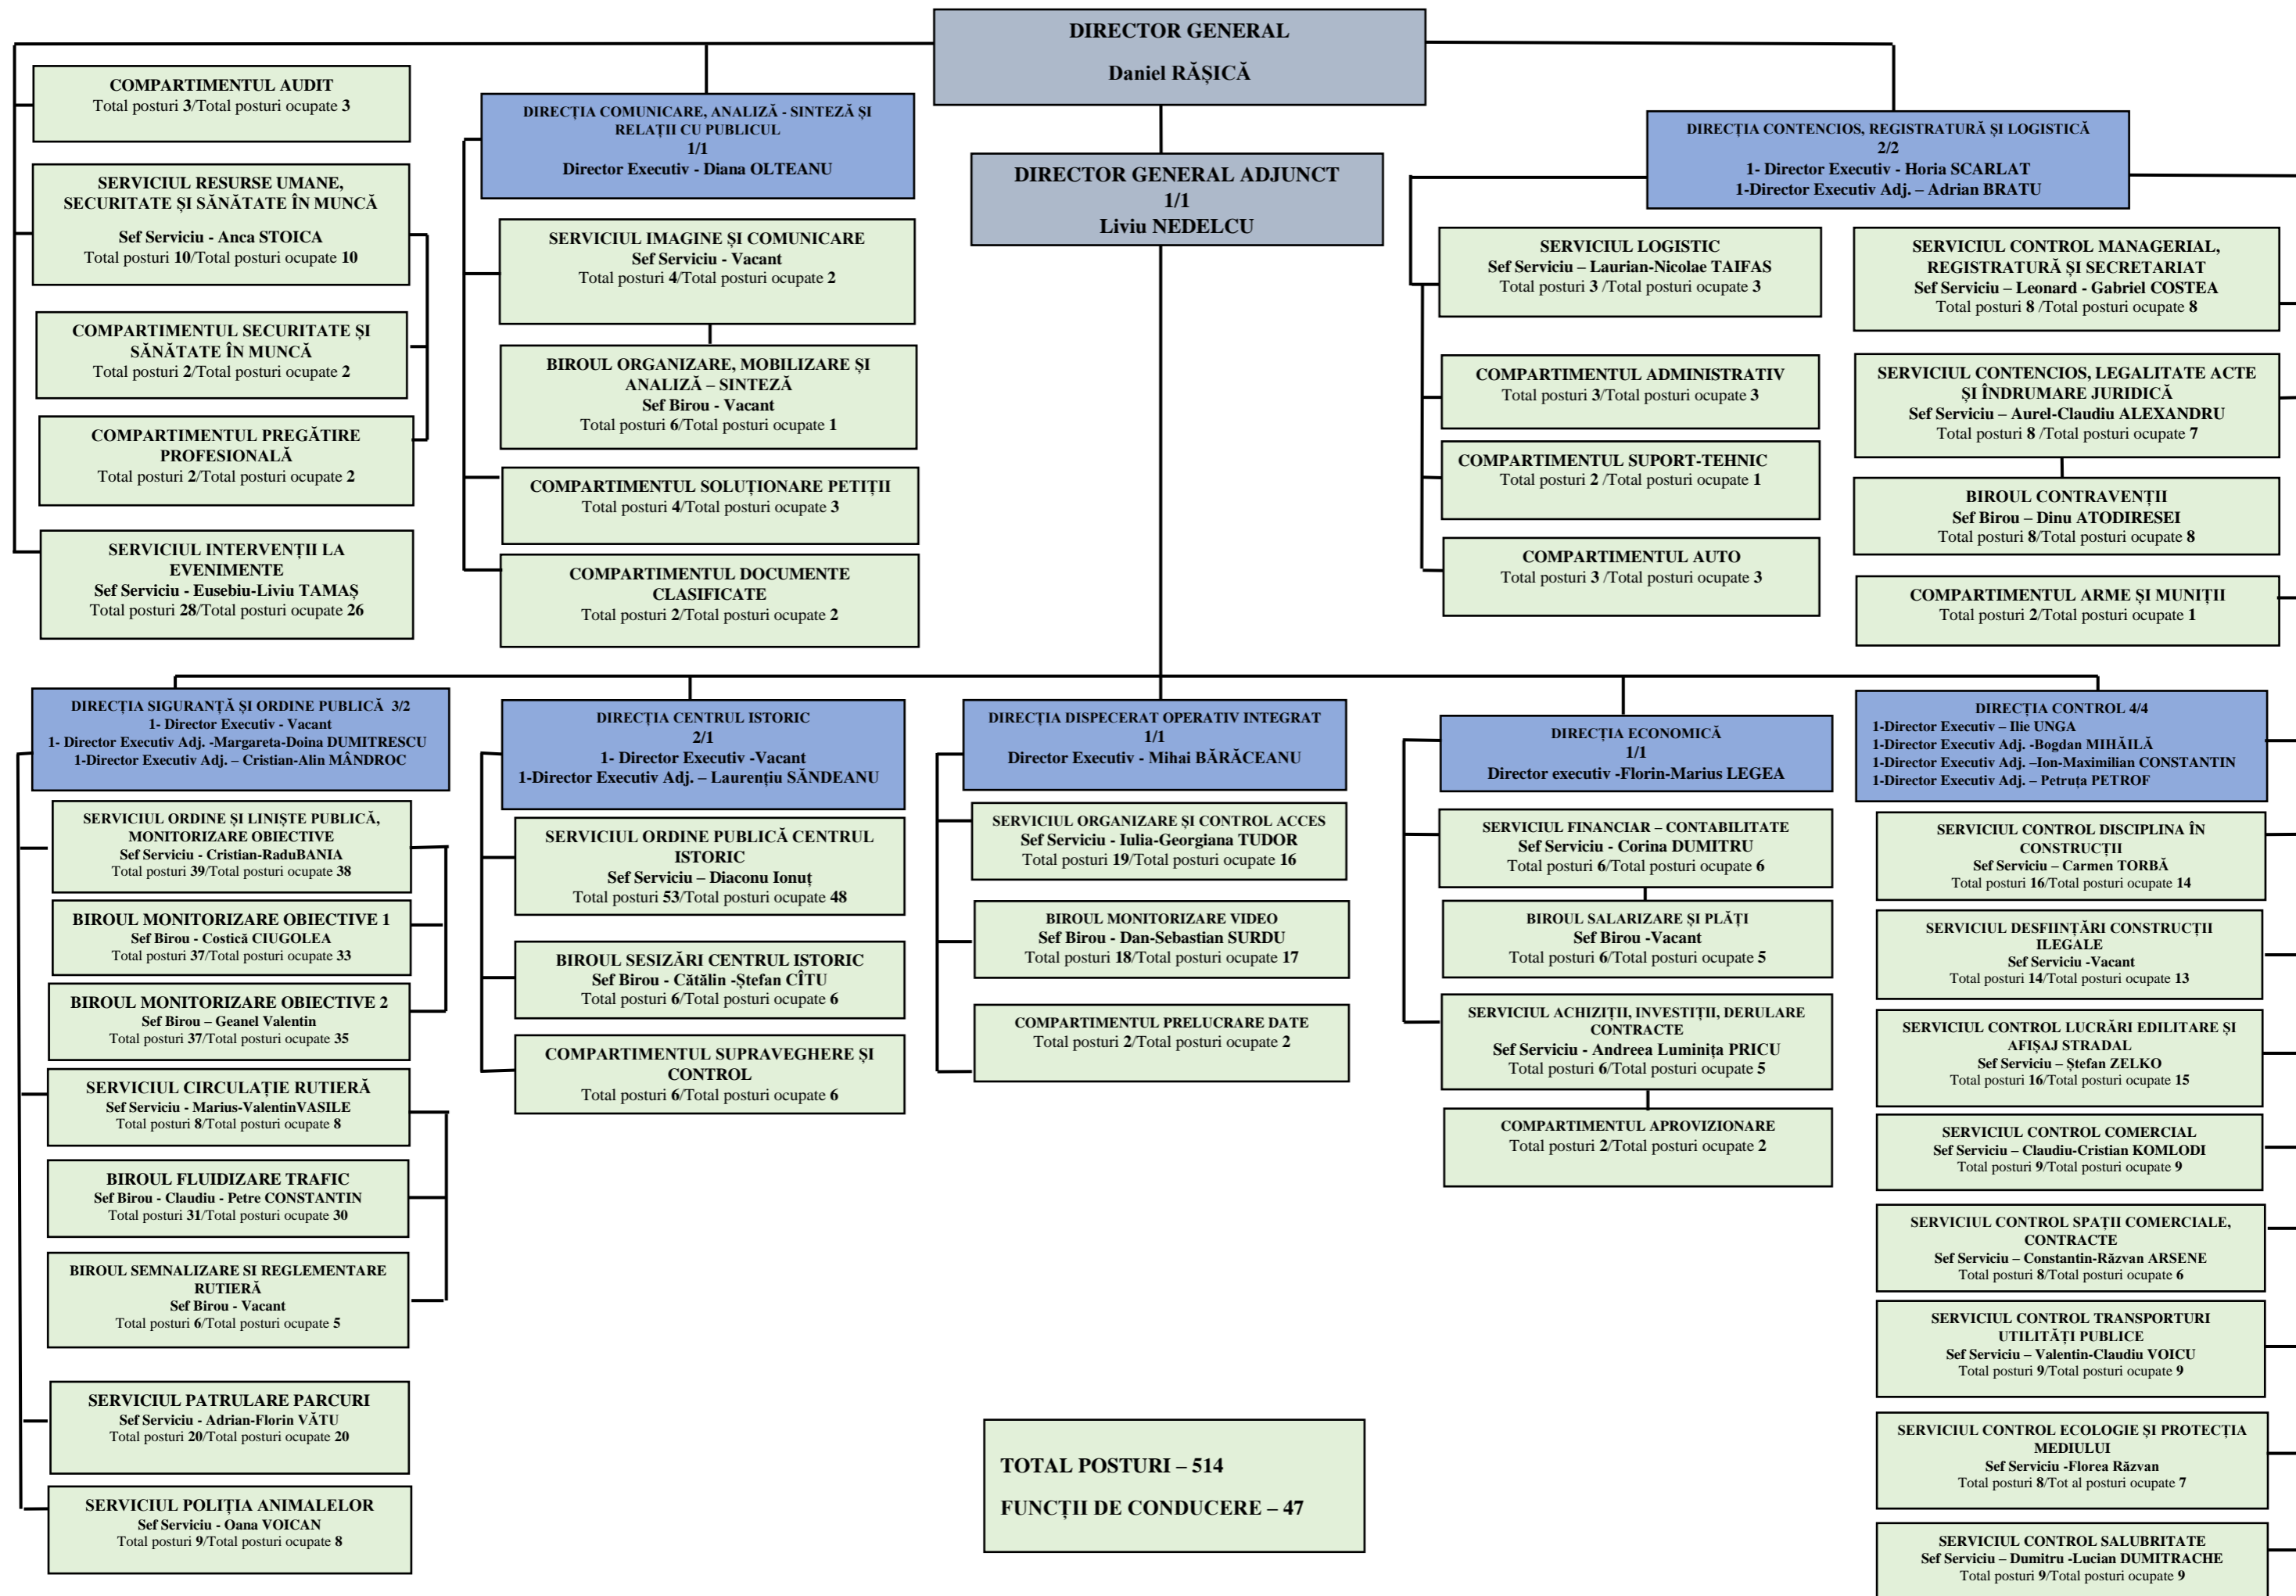 DIRECTOR GENERAL
Daniel RĂȘICĂ
DIRECTOR GENERAL ADJUNCT
1/1
Liviu NEDELCU
COMPARTIMENTUL AUDIT
Total posturi 3/Total posturi ocupate 3
SERVICIUL RESURSE UMANE,
SECURITATE ȘI SĂNĂTATE ÎN MUNCĂ
Sef Serviciu - Anca STOICA
Total posturi 10/Total posturi ocupate 10
COMPARTIMENTUL SECURITATE ȘI
SĂNĂTATE ÎN MUNCĂ
Total posturi 2/Total posturi ocupate 2
COMPARTIMENTUL PREGĂTIRE
PROFESIONALĂ
Total posturi 2/Total posturi ocupate 2
SERVICIUL INTERVENȚII LA
EVENIMENTE
Sef Serviciu - Eusebiu-Liviu TAMAȘ
Total posturi 28/Total posturi ocupate 26
DIRECȚIA COMUNICARE, ANALIZĂ - SINTEZĂ ȘI
RELAȚII CU PUBLICUL
1/1
Director Executiv - Diana OLTEANU
SERVICIUL IMAGINE ȘI COMUNICARE
Sef Serviciu - Vacant
Total posturi 4/Total posturi ocupate 2
BIROUL ORGANIZARE, MOBILIZARE ȘI
ANALIZĂ – SINTEZĂ
Sef Birou - Vacant
Total posturi 6/Total posturi ocupate 1
COMPARTIMENTUL SOLUȚIONARE PETIȚII
Total posturi 4/Total posturi ocupate 3
COMPARTIMENTUL DOCUMENTE
CLASIFICATE
Total posturi 2/Total posturi ocupate 2
DIRECȚIA CONTENCIOS, REGISTRATURĂ ȘI LOGISTICĂ
2/2
1- Director Executiv - Horia SCARLAT
1-Director Executiv Adj. – Adrian BRATU
SERVICIUL LOGISTIC
Sef Serviciu – Laurian-Nicolae TAIFAS
Total posturi 3 /Total posturi ocupate 3
COMPARTIMENTUL ADMINISTRATIV
Total posturi 3/Total posturi ocupate 3
COMPARTIMENTUL SUPORT-TEHNIC
Total posturi 2 /Total posturi ocupate 1
COMPARTIMENTUL AUTO
Total posturi 3 /Total posturi ocupate 3
SERVICIUL CONTROL MANAGERIAL,
REGISTRATURĂ ȘI SECRETARIAT
Sef Serviciu – Leonard - Gabriel COSTEA
Total posturi 8 /Total posturi ocupate 8
SERVICIUL CONTENCIOS, LEGALITATE ACTE
ȘI ÎNDRUMARE JURIDICĂ
Sef Serviciu – Aurel-Claudiu ALEXANDRU
Total posturi 8 /Total posturi ocupate 7
BIROUL CONTRAVENȚII
Sef Birou – Dinu ATODIRESEI
Total posturi 8/Total posturi ocupate 8
COMPARTIMENTUL ARME ȘI MUNIȚII
Total posturi 2/Total posturi ocupate 1
DIRECȚIA SIGURANȚĂ ȘI ORDINE PUBLICĂ 3/2
1- Director Executiv - Vacant
1- Director Executiv Adj. -Margareta-Doina DUMITRESCU
1-Director Executiv Adj. – Cristian-Alin MÂNDROC
SERVICIUL ORDINE ȘI LINIȘTE PUBLICĂ,
MONITORIZARE OBIECTIVE
Sef Serviciu - Cristian-RaduBANIA
Total posturi 39/Total posturi ocupate 38
BIROUL MONITORIZARE OBIECTIVE 1
Sef Birou - Costică CIUGOLEA
Total posturi 37/Total posturi ocupate 33
BIROUL MONITORIZARE OBIECTIVE 2
Sef Birou – Geanel Valentin
Total posturi 37/Total posturi ocupate 35
SERVICIUL CIRCULAȚIE RUTIERĂ
Sef Serviciu - Marius-ValentinVASILE
Total posturi 8/Total posturi ocupate 8
BIROUL FLUIDIZARE TRAFIC
Sef Birou - Claudiu - Petre CONSTANTIN
Total posturi 31/Total posturi ocupate 30
BIROUL SEMNALIZARE SI REGLEMENTARE
RUTIERĂ
Sef Birou - Vacant
Total posturi 6/Total posturi ocupate 5
SERVICIUL PATRULARE PARCURI
Sef Serviciu - Adrian-Florin VĂTU
Total posturi 20/Total posturi ocupate 20
SERVICIUL POLIȚIA ANIMALELOR
Sef Serviciu - Oana VOICAN
Total posturi 9/Total posturi ocupate 8
DIRECȚIA CENTRUL ISTORIC
2/1
1- Director Executiv -Vacant
1-Director Executiv Adj. – Laurențiu SĂNDEANU
SERVICIUL ORDINE PUBLICĂ CENTRUL
ISTORIC
Sef Serviciu – Diaconu Ionuț
Total posturi 53/Total posturi ocupate 48
BIROUL SESIZĂRI CENTRUL ISTORIC
Sef Birou - Cătălin -Ștefan CÎTU
Total posturi 6/Total posturi ocupate 6
COMPARTIMENTUL SUPRAVEGHERE ȘI
CONTROL
Total posturi 6/Total posturi ocupate 6
DIRECȚIA DISPECERAT OPERATIV INTEGRAT
1/1
Director Executiv - Mihai BĂRĂCEANU
SERVICIUL ORGANIZARE ȘI CONTROL ACCES
Sef Serviciu - Iulia-Georgiana TUDOR
Total posturi 19/Total posturi ocupate 16
BIROUL MONITORIZARE VIDEO
Sef Birou - Dan-Sebastian SURDU
Total posturi 18/Total posturi ocupate 17
COMPARTIMENTUL PRELUCRARE DATE
Total posturi 2/Total posturi ocupate 2
DIRECȚIA ECONOMICĂ
1/1
Director executiv -Florin-Marius LEGEA
SERVICIUL FINANCIAR – CONTABILITATE
Sef Serviciu - Corina DUMITRU
Total posturi 6/Total posturi ocupate 6
BIROUL SALARIZARE ȘI PLĂȚI
Sef Birou -Vacant
Total posturi 6/Total posturi ocupate 5
SERVICIUL ACHIZIȚII, INVESTIȚII, DERULARE
CONTRACTE
Sef Serviciu - Andreea Luminița PRICU
Total posturi 6/Total posturi ocupate 5
COMPARTIMENTUL APROVIZIONARE
Total posturi 2/Total posturi ocupate 2
DIRECȚIA CONTROL 4/4
1-Director Executiv – Ilie UNGA
1-Director Executiv Adj. -Bogdan MIHĂILĂ
1-Director Executiv Adj. –Ion-Maximilian CONSTANTIN
1-Director Executiv Adj. – Petruța PETROF
SERVICIUL CONTROL DISCIPLINA ÎN
CONSTRUCȚII
Sef Serviciu – Carmen TORBĂ
Total posturi 16/Total posturi ocupate 14
SERVICIUL DESFIINȚĂRI CONSTRUCȚII
ILEGALE
Sef Serviciu -Vacant
Total posturi 14/Total posturi ocupate 13
SERVICIUL CONTROL LUCRĂRI EDILITARE ȘI
AFIȘAJ STRADAL
Sef Serviciu – Ștefan ZELKO
Total posturi 16/Total posturi ocupate 15
SERVICIUL CONTROL COMERCIAL
Sef Serviciu – Claudiu-Cristian KOMLODI
Total posturi 9/Total posturi ocupate 9
SERVICIUL CONTROL SPAȚII COMERCIALE,
CONTRACTE
Sef Serviciu – Constantin-Răzvan ARSENE
Total posturi 8/Total posturi ocupate 6
SERVICIUL CONTROL TRANSPORTURI
UTILITĂȚI PUBLICE
Sef Serviciu – Valentin-Claudiu VOICU
Total posturi 9/Total posturi ocupate 9
SERVICIUL CONTROL ECOLOGIE ȘI PROTECȚIA
MEDIULUI
Sef Serviciu -Florea Răzvan
Total posturi 8/Tot al posturi ocupate 7
SERVICIUL CONTROL SALUBRITATE
Sef Serviciu – Dumitru -Lucian DUMITRACHE
Total posturi 9/Total posturi ocupate 9
TOTAL POSTURI – 514
FUNCȚII DE CONDUCERE – 47